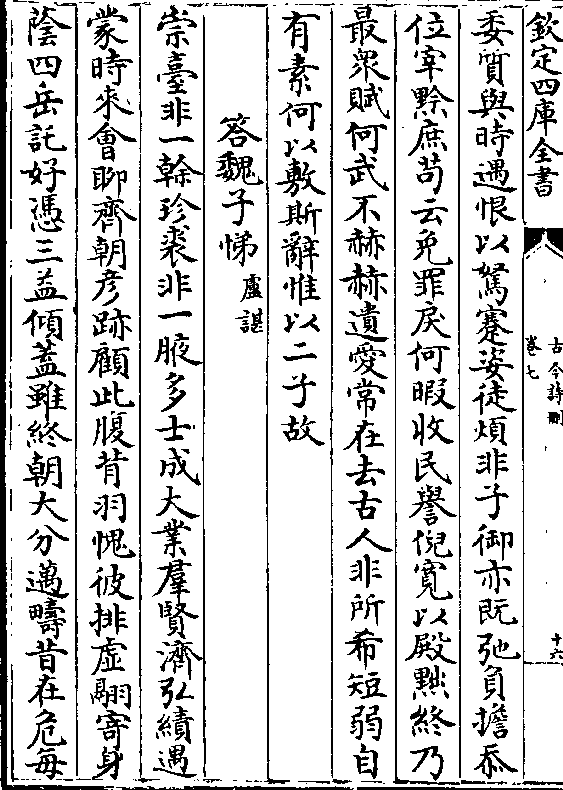 欽定四庫全書
古今詩刪
卷七
十六
委質與時遇恨以駑蹇姿徒煩非子御亦既弛負擔忝
位宰黔庶苟云免罪戾何暇收民譽倪寬以殿黜終乃
最衆賦何武不赫赫遺愛常在去古人非所希短弱自
有素何以敷斯辭惟以二子故
答魏子悌 盧諶
崇臺非一榦珍裘非一腋多士成大業羣賢濟弘績遇
蒙時來會聊齊朝彦跡顧此腹背羽愧彼排虛翮寄身
蔭四岳託好憑三益傾蓋雖終朝大分邁疇昔在危每